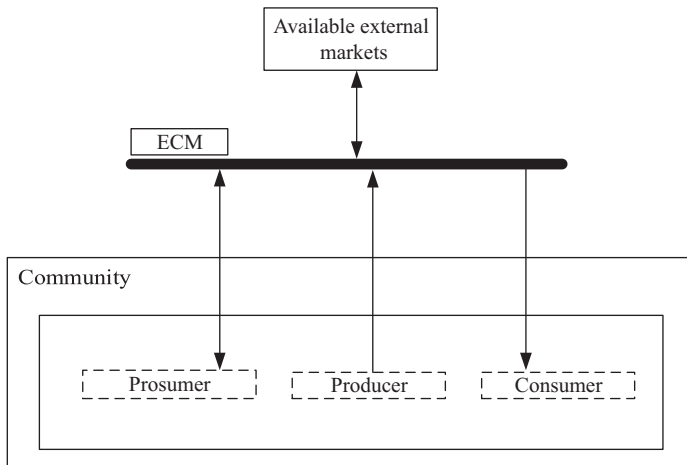 Available external
markets
ECM
Community
Prosumer
Producer
Consumer